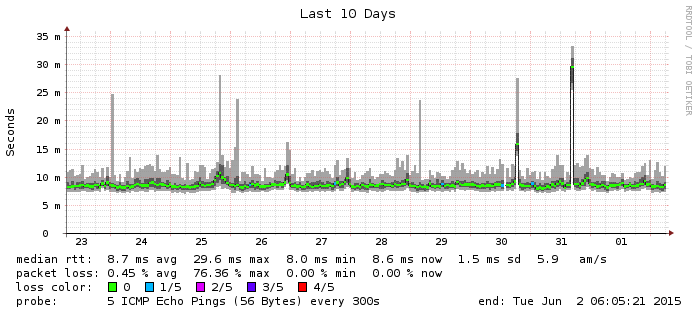 Last 10 Days
RRDTOOL / TOBI OETIKER
Seconds
35 m
30 m
25 m
20 m
15 m
10 m
5 m
0
23 24 25 26 27 28 29 30 31 01
median rtt: 8.7 ms avg 29.6 ms max 8.0 ms min 8.6 ms now 1.5 ms sd 5.9 am/s
packet loss: 0.45 % avg 76.36 % max 0.00 % min 0.00 % now
loss color: 0 1/5 2/5 3/5 4/5
probe: 5 ICMP Echo Pings (56 Bytes) every 300s end: Tue Jun 2 06:05:21 2015